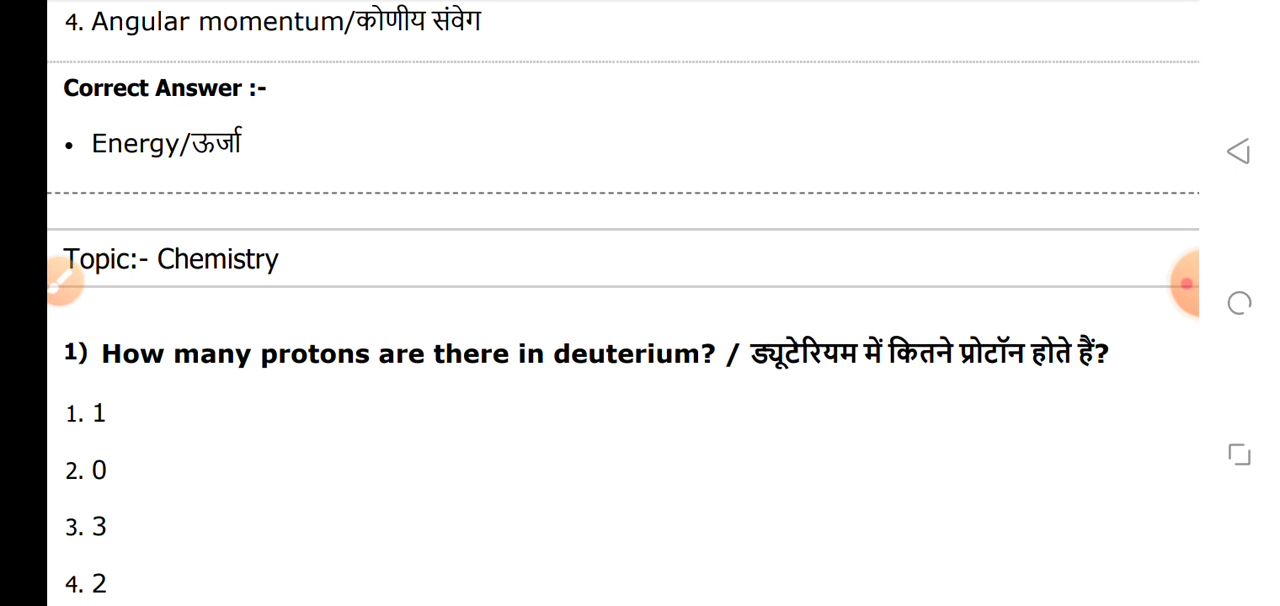 4. Angular momentum/कोणीय संवेग
Correct Answer :-
• Energy/ऊर्जा
Topic:- Chemistry
1) How many protons are there in deuterium? / ड्यूटेरियम में कितने प्रोटॉन होते हैं?
1. 1
2. 0
3. 3
4. 2